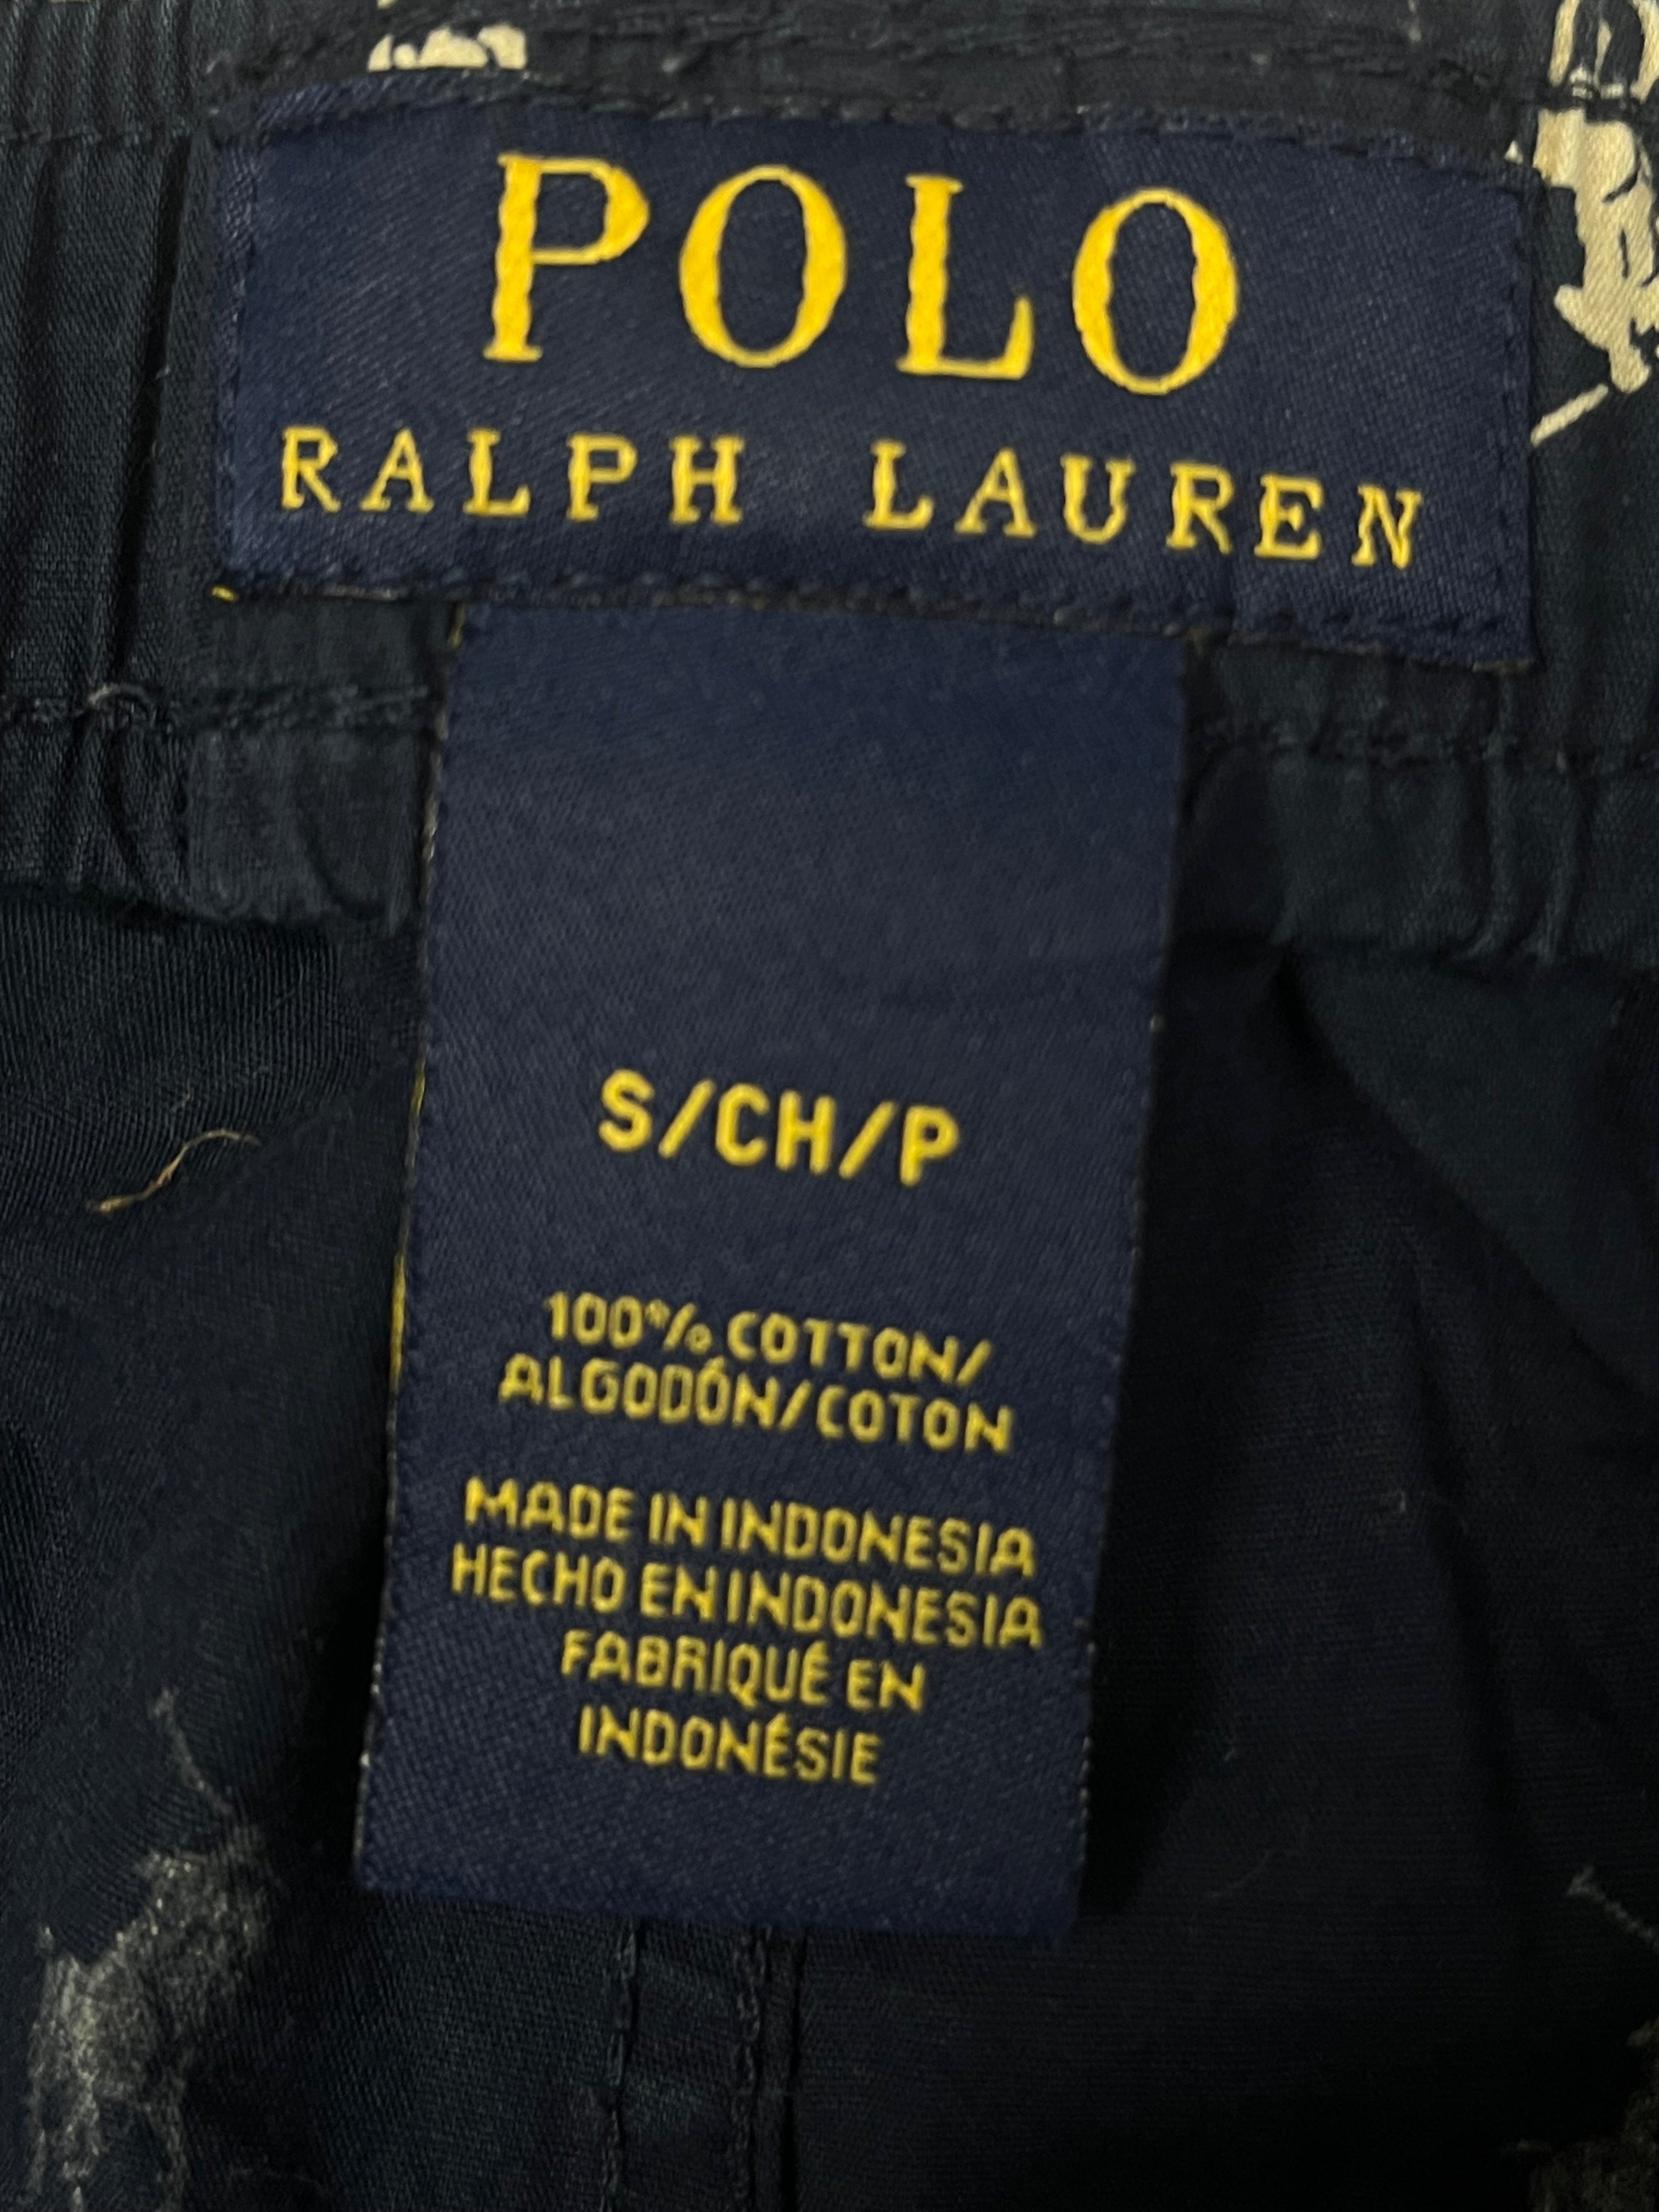 POLO
RALPH LAUREN
S/CH/P
100% COTTON/
ALGODÓN/COTON
MADE IN INDONESIA
HECHO EN INDONESIA
FABRIQUÉ EN
INDONÉSIE